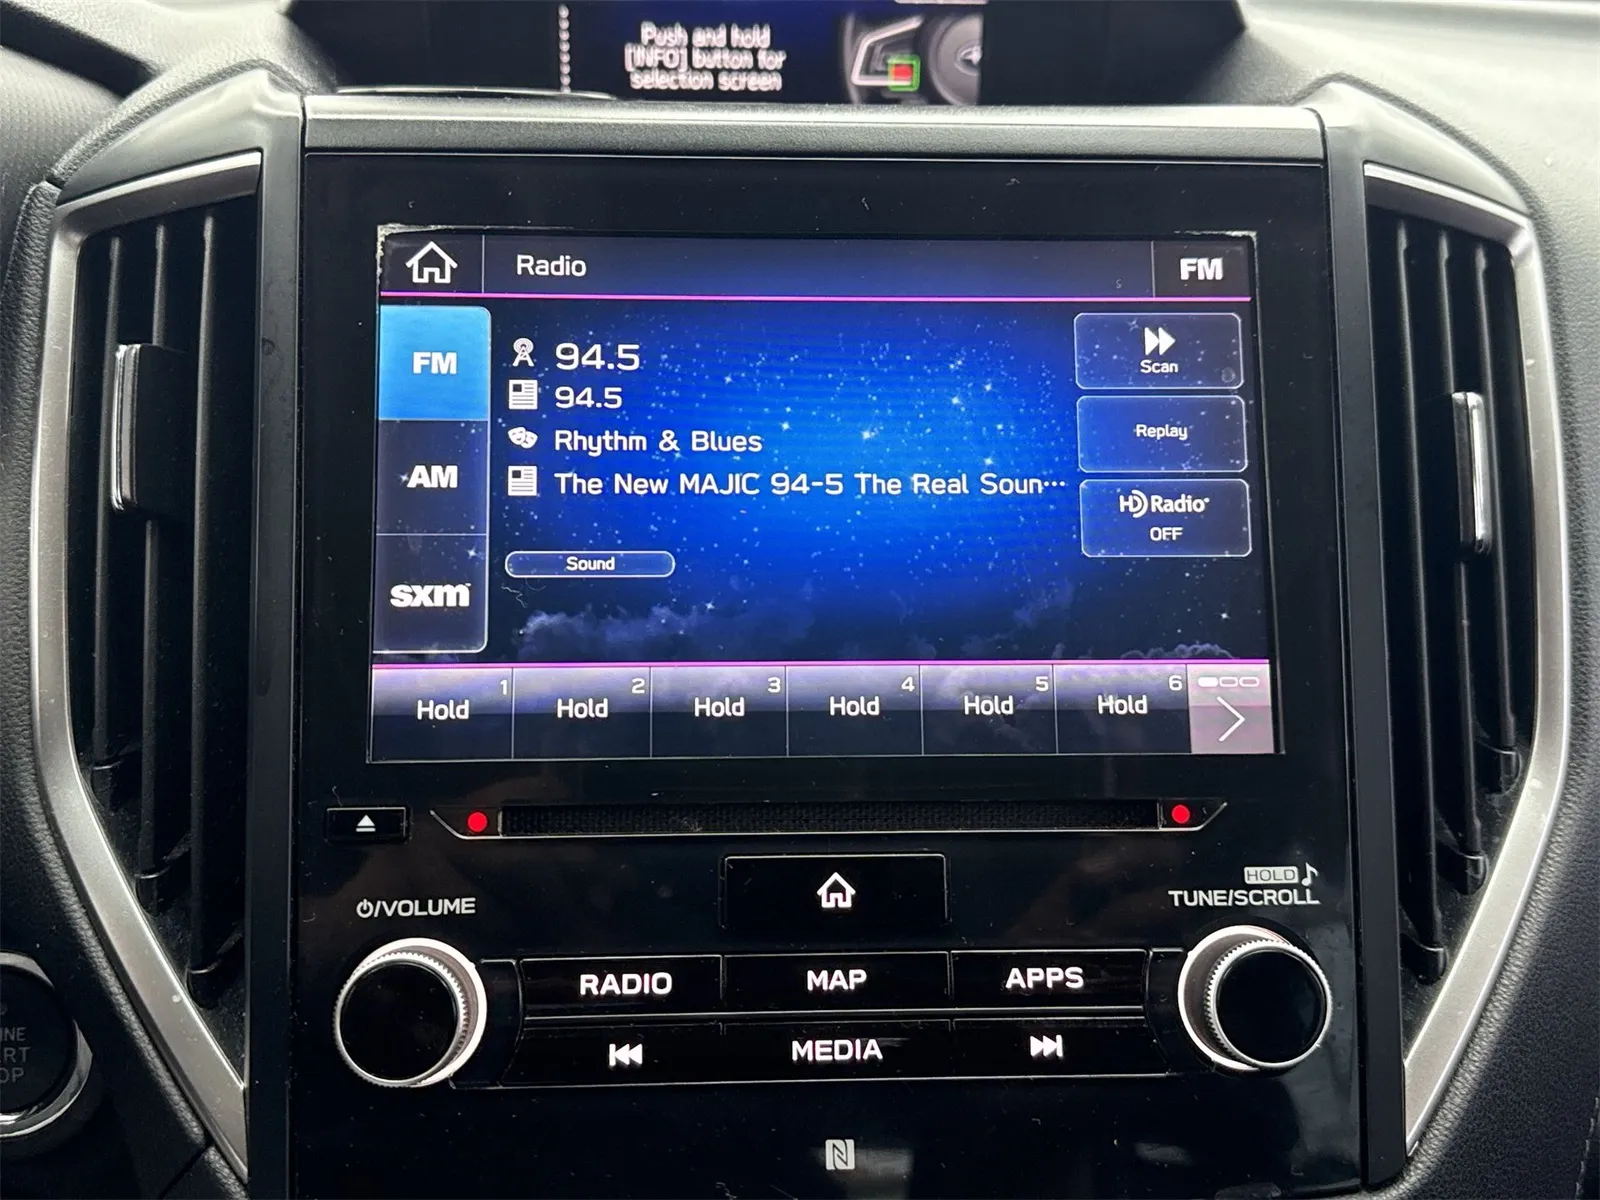 Push and hold
[INFO] button for
selection screen
Radio
FM
FM
94.5
Scan
94.5
AM
Rhythm & Blues
Replay
The New MAJIC 94-5 The Real Soun···
HD Radio
OFF
Sound
sxm
1
Hold
2
Hold
3
Hold
4
Hold
5
Hold
6
Hold
/VOLUME
HOLD
TUNE/SCROLL
RADIO
MAP
APPS
MEDIA